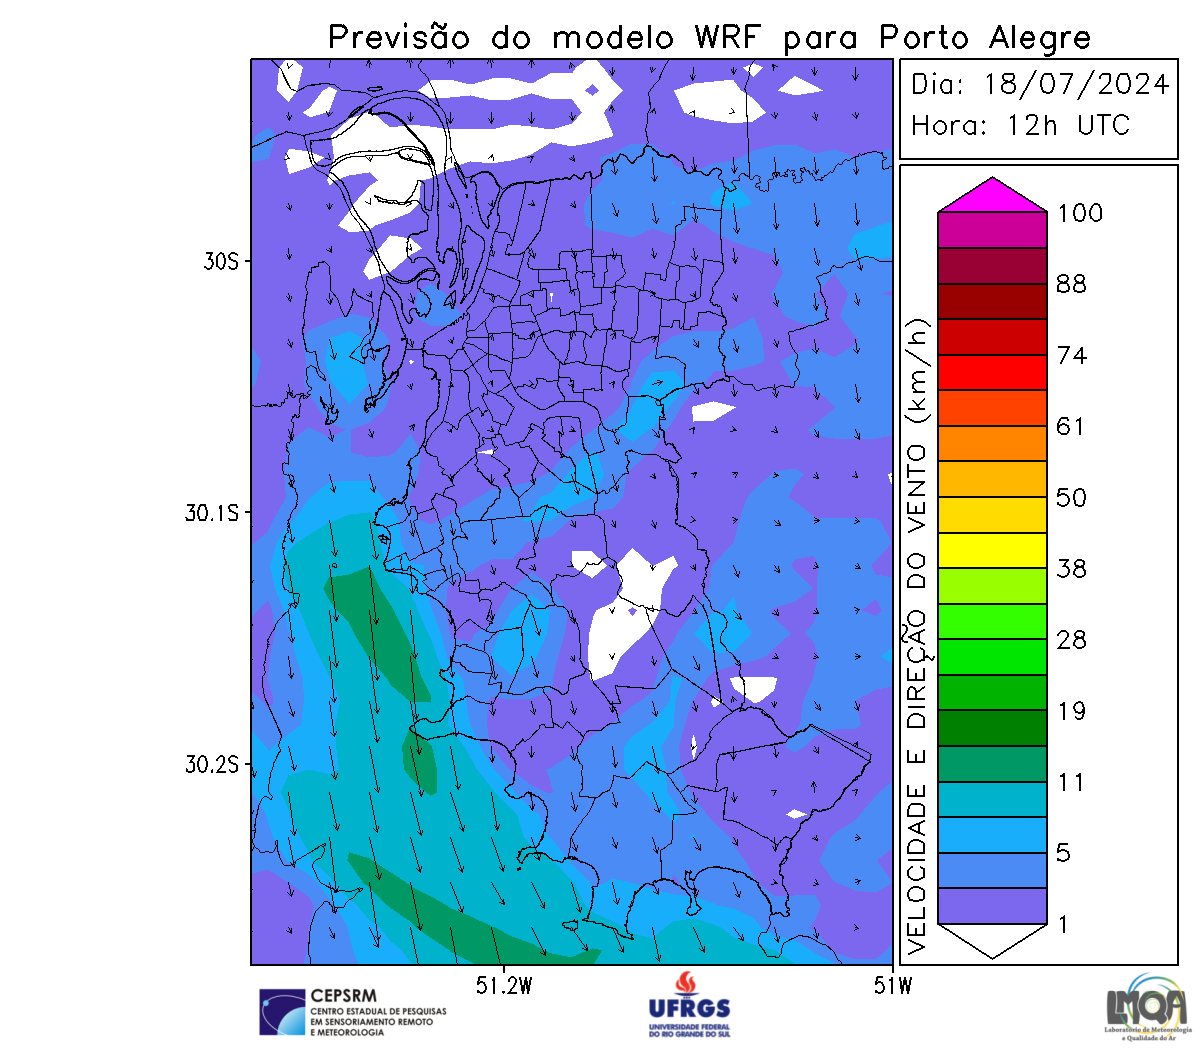 Previsão do modelo WRF para Porto Alegre
Dia: 18/07/2024
Hora: 12h UTC
30S
30.1S
30.2S
51.2W
51W
VELOCIDADE E DIREÇÃO DO VENTO (km/h)
100
88
74
61
50
38
28
19
11
5
1
CEPSRM
CENTRO ESTADUAL DE PESQUISAS
EM SENSORIAMENTO REMOTO
E METEOROLOGIA
UFRGS
UNIVERSIDADE FEDERAL
DO RIO GRANDE DO SUL
LMQA
Laboratório de Meteorologia
e Qualidade do Ar